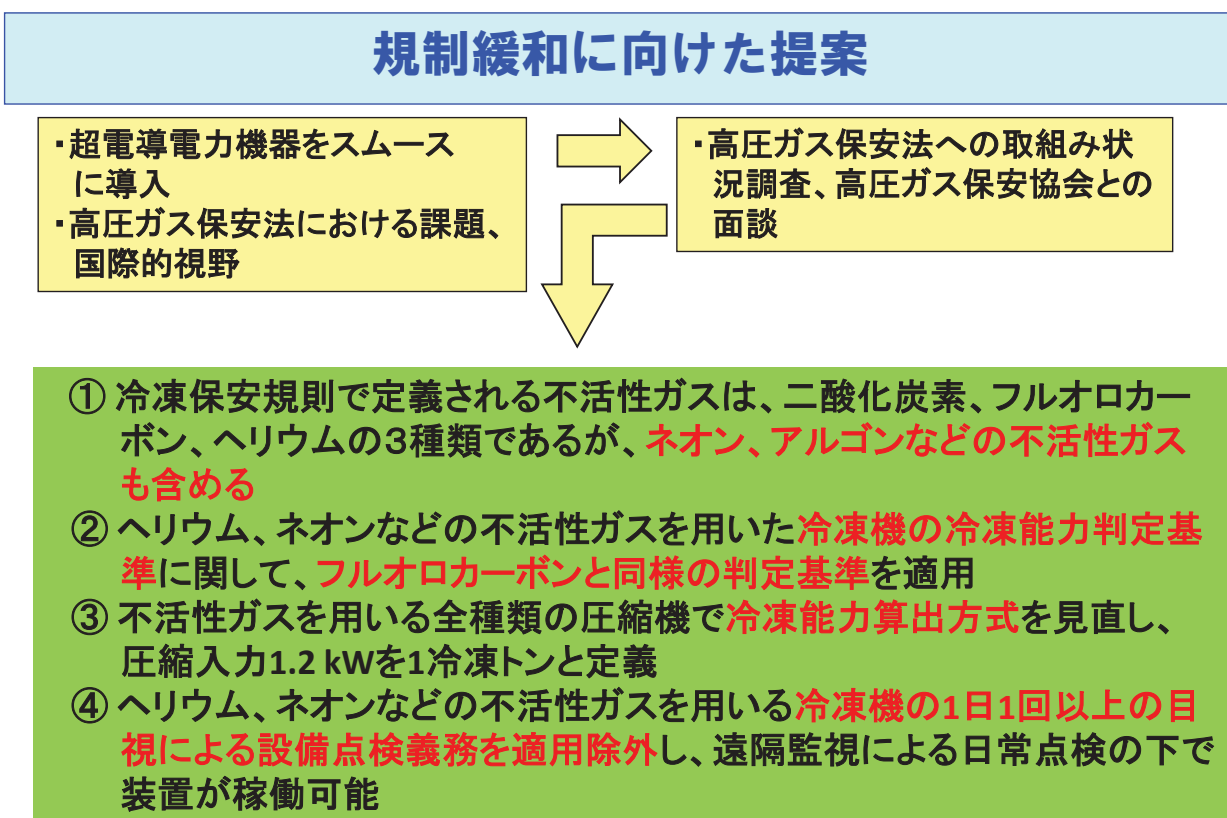 規制緩和に向けた提案
・超電導電力機器をスムース
に導入
・高圧ガス保安法における課題、
国際的視野
・高圧ガス保安法への取組み状
況調査、高圧ガス保安協会との
面談
① 冷凍保安規則で定義される不活性ガスは、二酸化炭素、フルオロカー
ボン、ヘリウムの３種類であるが、ネオン、アルゴンなどの不活性ガス
も含める
② ヘリウム、ネオンなどの不活性ガスを用いた冷凍機の冷凍能力判定基
準に関して、フルオロカーボンと同様の判定基準を適用
③ 不活性ガスを用いる全種類の圧縮機で冷凍能力算出方式を見直し、
圧縮入力1.2 kWを1冷凍トンと定義
④ ヘリウム、ネオンなどの不活性ガスを用いる冷凍機の1日1回以上の目
視による設備点検義務を適用除外し、遠隔監視による日常点検の下で
装置が稼働可能